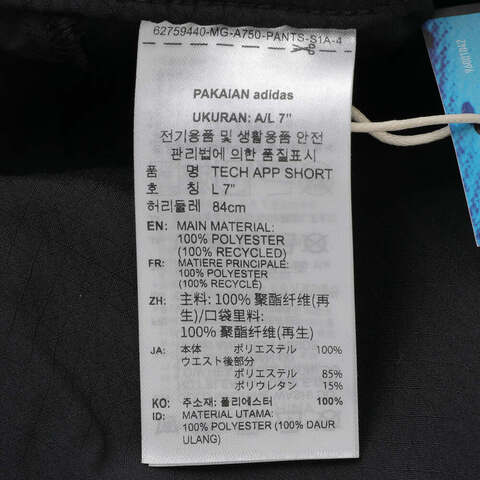 62759440-MG-A750-PANTS-S1A-4
PAKAIAN adidas
UKURAN: A/L 7"
전기용품 및 생활용품 안전
관리법에 의한 품질표시
품 명 TECH APP SHORT
호 칭 L 7"
허리둘레 84cm
EN: MAIN MATERIAL:
100% POLYESTER
(100% RECYCLED)
FR: MATIERE PRINCIPALE:
100% POLYESTER
(100% RECYCLÉ)
ZH: 主料: 100% 聚酯纤维(再
生)/口袋里料:
100% 聚酯纤维(再生)
JA: 本体 ポリエステル 100%
ウエスト後部分
ポリエステル 85%
ポリウレタン 15%
KO: 주소재: 폴리에스터 100%
ID: MATERIAL UTAMA:
100% POLYESTER (100% DAUR
ULANG)